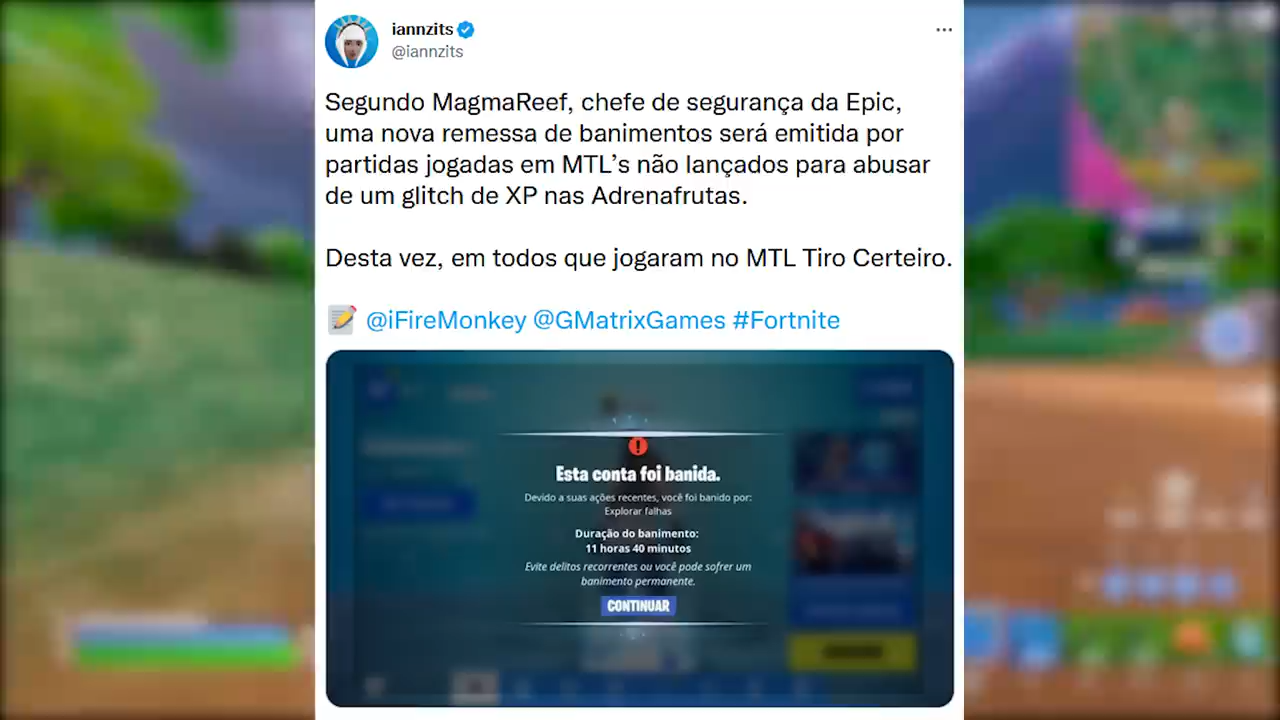 iannzits
@iannzits
Segundo MagmaReef, chefe de segurança da Epic,
uma nova remessa de banimentos será emitida por
partidas jogadas em MTL’s não lançados para abusar
de um glitch de XP nas Adrenafrutas.
Desta vez, em todos que jogaram no MTL Tiro Certeiro.
📝 @iFireMonkey @GMatrixGames #Fortnite
Esta conta foi banida.
Devido a suas ações recentes, você foi banido por:
Explorar falhas
Duração do banimento:
11 horas 40 minutos
Evite delitos recorrentes ou você pode sofrer um
banimento permanente.
CONTINUAR